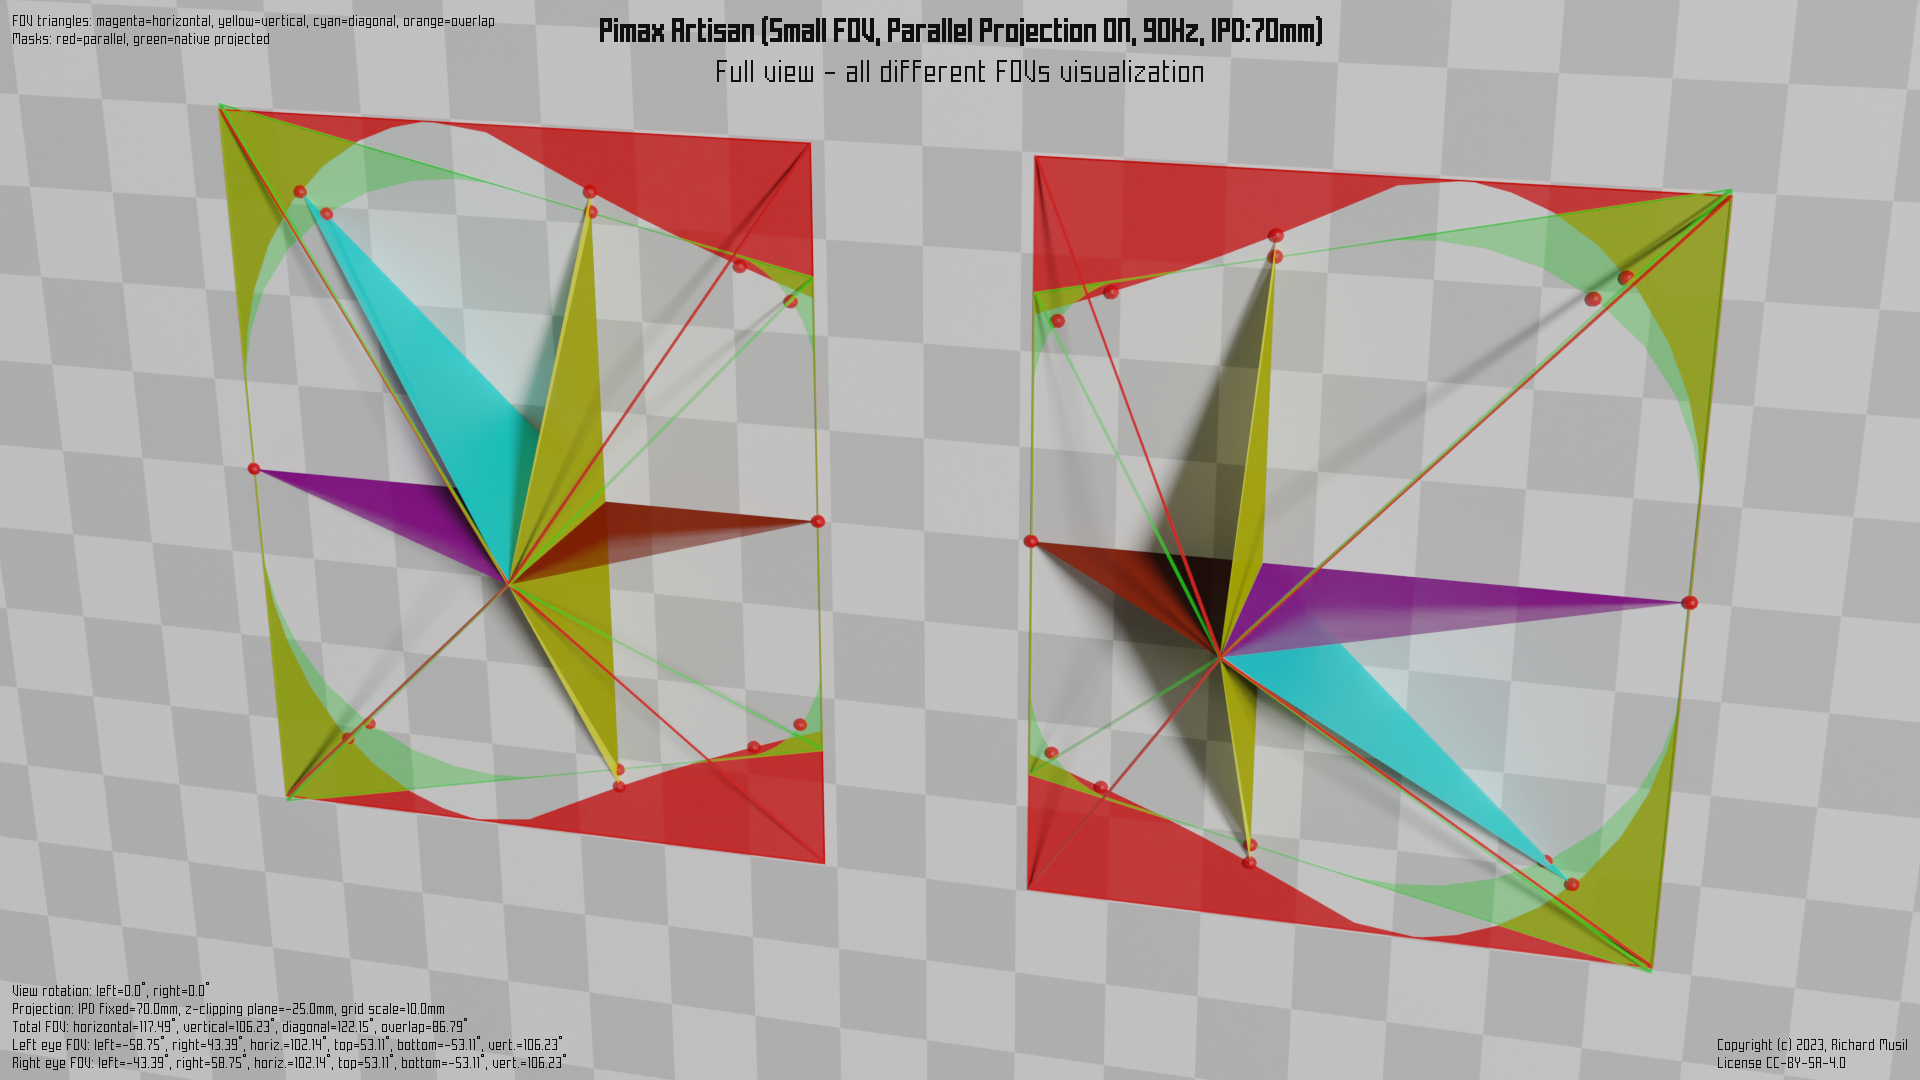 FOV triangles: magenta=horizontal, yellow=vertical, cyan=diagonal, orange=overlap
Masks: red=parallel, green=native projected
Pimax Artisan (Small FOV, Parallel Projection ON, 90Hz, IPD:70mm)
Full view - all different FOVs visualization
View rotation: left=0.0°, right=0.0°
Projection: IPD fixed=70.0mm, z-clipping plane=-25.0mm, grid scale=10.0mm
Total FOV: horizontal=117.49°, vertical=106.23°, diagonal=122.15°, overlap=86.79°
Left eye FOV: left=-58.75°, right=43.39°, horiz.=102.14°, top=53.11°, bottom=-53.11°, vert.=106.23°
Right eye FOV: left=-43.39°, right=58.75°, horiz.=102.14°, top=53.11°, bottom=-53.11°, vert.=106.23°
Copyright (c) 2023, Richard Musil
License CC-BY-SA-4.0